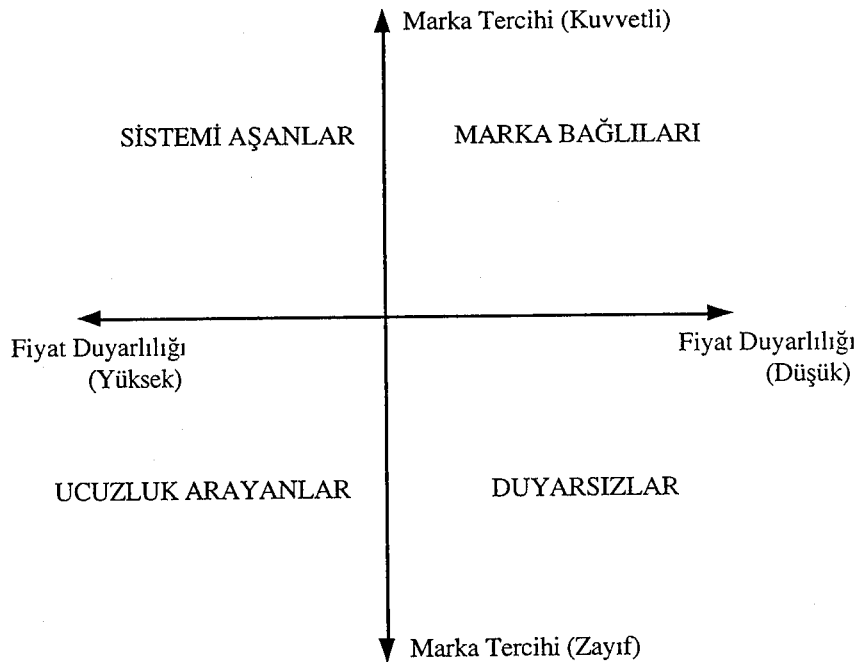 Marka Tercihi (Kuvvetli)
SİSTEMİ AŞANLAR
MARKA BAĞLILARI
Fiyat Duyarlılığı
(Yüksek)
Fiyat Duyarlılığı
(Düşük)
UCUZLUK ARAYANLAR
DUYARSIZLAR
Marka Tercihi (Zayıf)